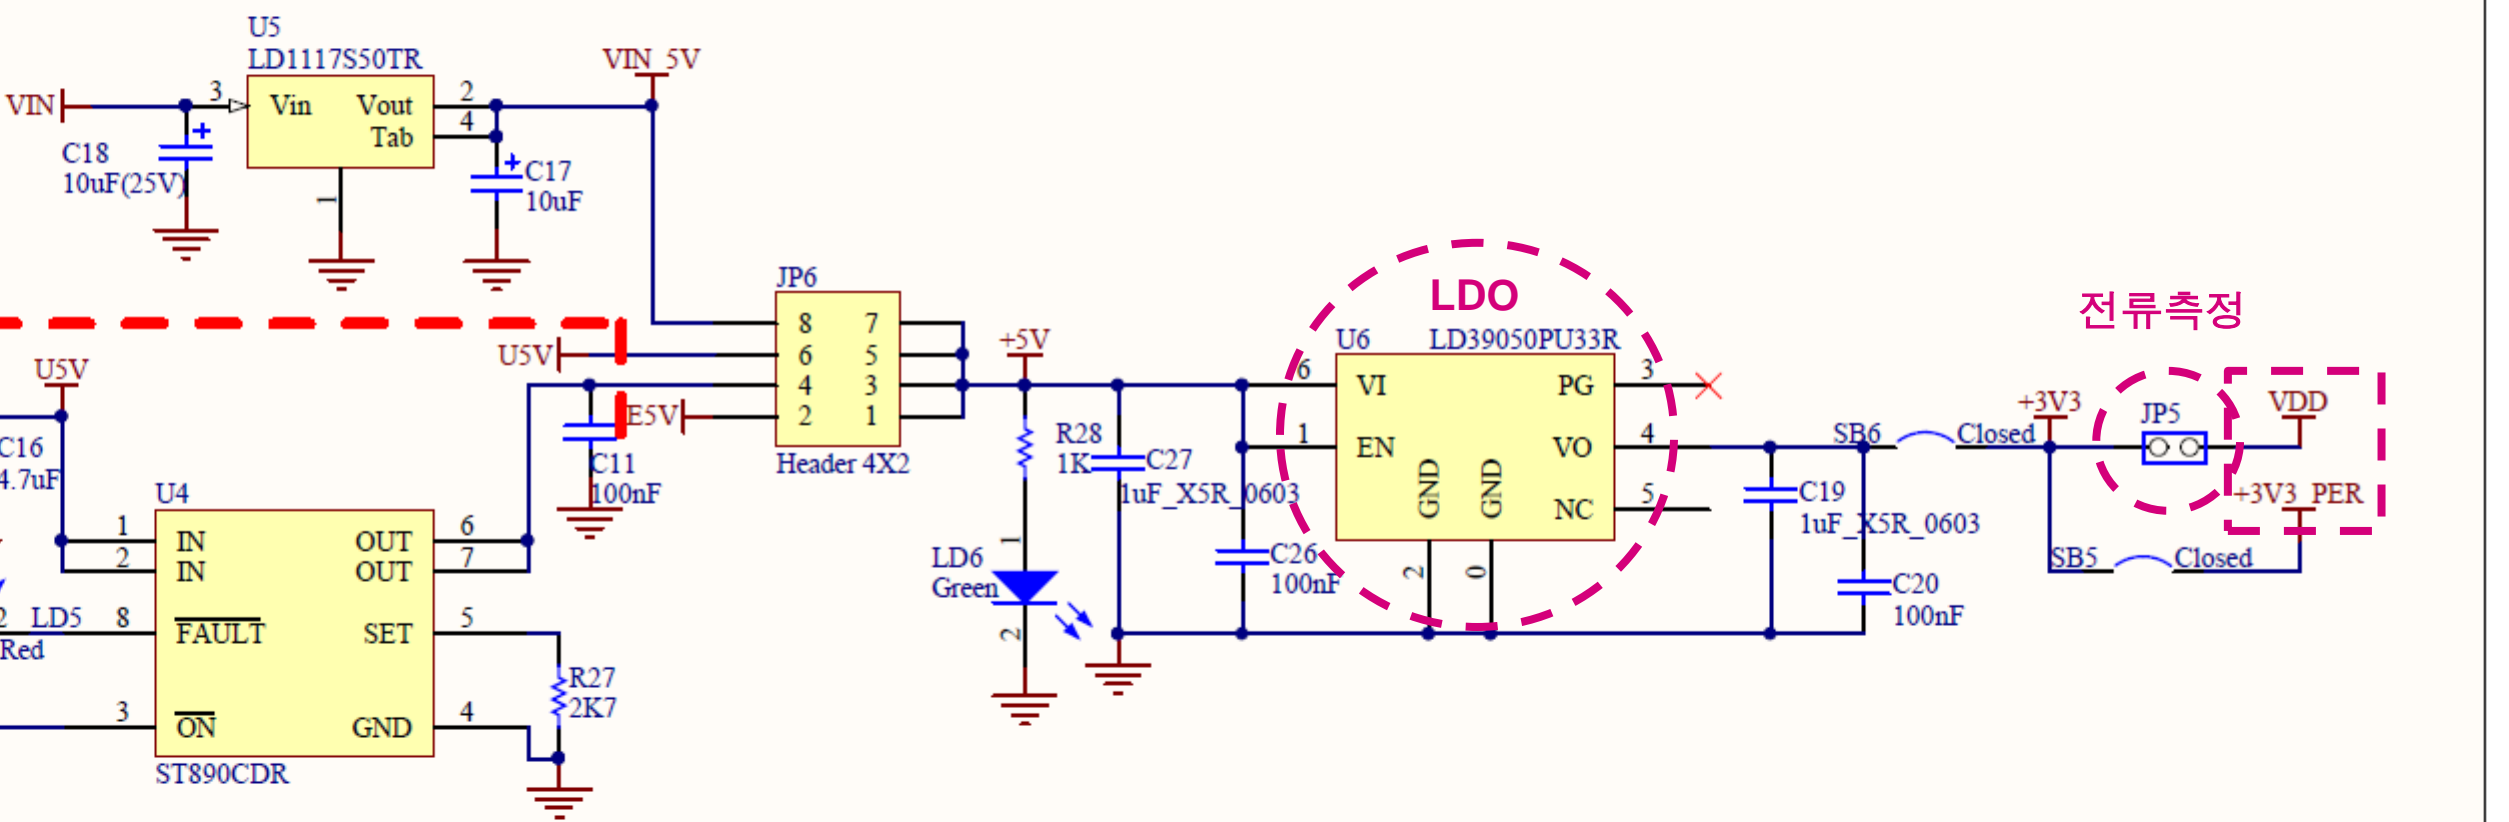 U5
LD1117S50TR
VIN
3
Vin
Vout
Tab
2
4
1
C18
10uF(25V)
C17
10uF
VIN_5V
JP6
8
7
6
5
4
3
2
1
Header 4X2
U5V
E5V
C11
100nF
U5V
C16
4.7uF
U4
1
2
IN
IN
OUT
OUT
6
7
2
LD5
Red
8
FAULT
SET
5
3
ON
GND
4
ST890CDR
R27
2K7
+5V
R28
1K
C27
1uF_X5R_0603
LD6
Green
1
2
C26
100nF
LDO
U6
LD39050PU33R
6
VI
PG
3
1
EN
VO
4
GND
GND
NC
5
2
0
C19
1uF_X5R_0603
C20
100nF
SB6
Closed
+3V3
전류측정
JP5
VDD
+3V3_PER
SB5
Closed